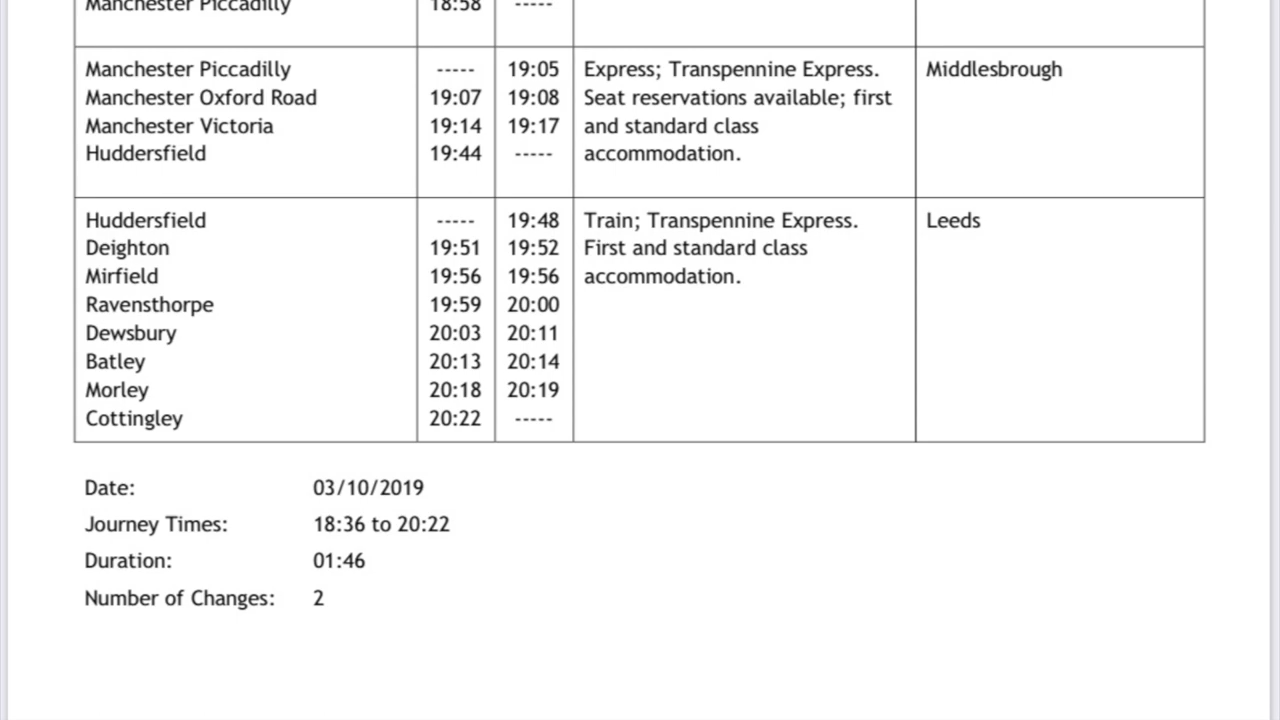 Manchester Piccadilly 18:58 -----
Manchester Piccadilly ----- 19:05 Express; Transpennine Express. Middlesbrough
Manchester Oxford Road 19:07 19:08 Seat reservations available; first
Manchester Victoria 19:14 19:17 and standard class
Huddersfield 19:44 ----- accommodation.
Huddersfield ----- 19:48 Train; Transpennine Express. Leeds
Deighton 19:51 19:52 First and standard class
Mirfield 19:56 19:56 accommodation.
Ravensthorpe 19:59 20:00
Dewsbury 20:03 20:11
Batley 20:13 20:14
Morley 20:18 20:19
Cottingley 20:22 -----
Date: 03/10/2019
Journey Times: 18:36 to 20:22
Duration: 01:46
Number of Changes: 2